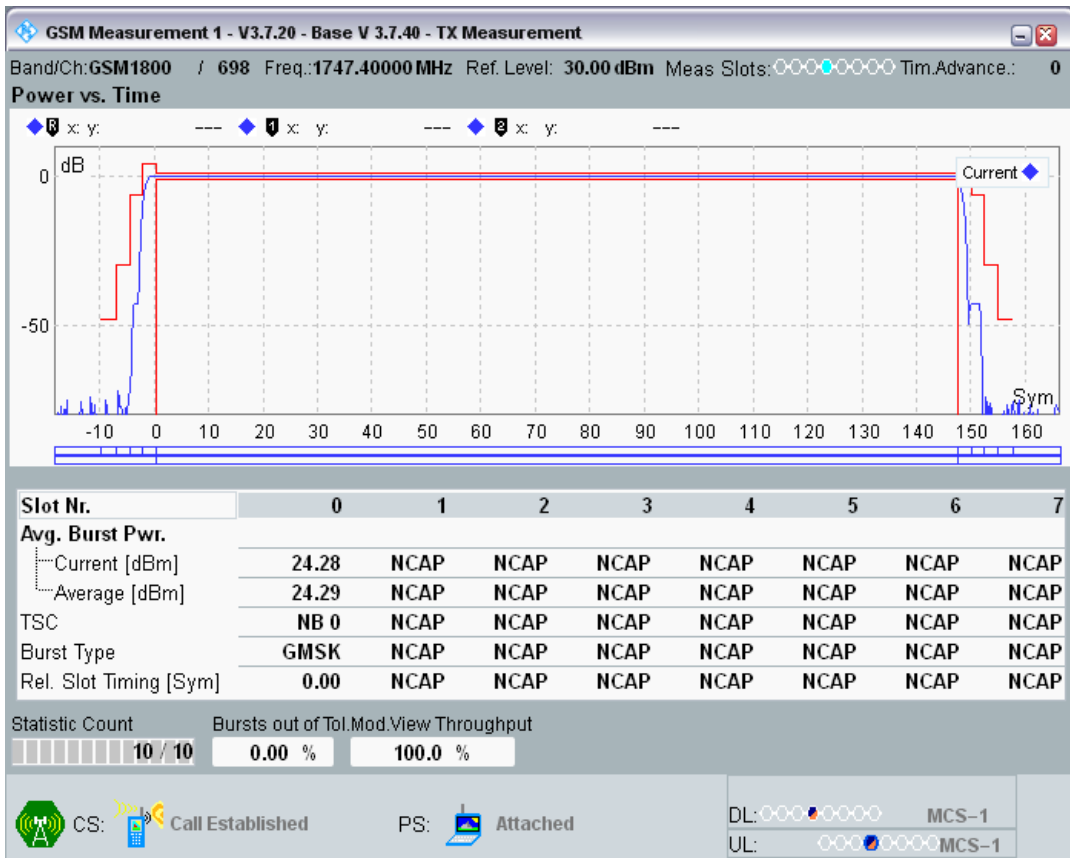 GSM Measurement 1 - V3.7.20 - Base V 3.7.40 - TX Measurement
Band/Ch:GSM1800 / 698 Freq.:1747.40000 MHz Ref. Level: 30.00 dBm Meas Slots: Tim.Advance.: 0
Power vs. Time
R x: y: --- 1 x: y: --- 2 x: y: ---
dB
Current
0
-50
Sym
-10 0 10 20 30 40 50 60 70 80 90 100 110 120 130 140 150 160
Slot Nr. 0 1 2 3 4 5 6 7
Avg. Burst Pwr.
Current [dBm] 24.28 NCAP NCAP NCAP NCAP NCAP NCAP NCAP
Average [dBm] 24.29 NCAP NCAP NCAP NCAP NCAP NCAP NCAP
TSC NB 0 NCAP NCAP NCAP NCAP NCAP NCAP NCAP
Burst Type GMSK NCAP NCAP NCAP NCAP NCAP NCAP NCAP
Rel. Slot Timing [Sym] 0.00 NCAP NCAP NCAP NCAP NCAP NCAP NCAP
Statistic Count Bursts out of Tol.Mod.View Throughput
10 / 10 0.00 % 100.0 %
CS: Call Established PS: Attached
DL: MCS-1
UL: MCS-1